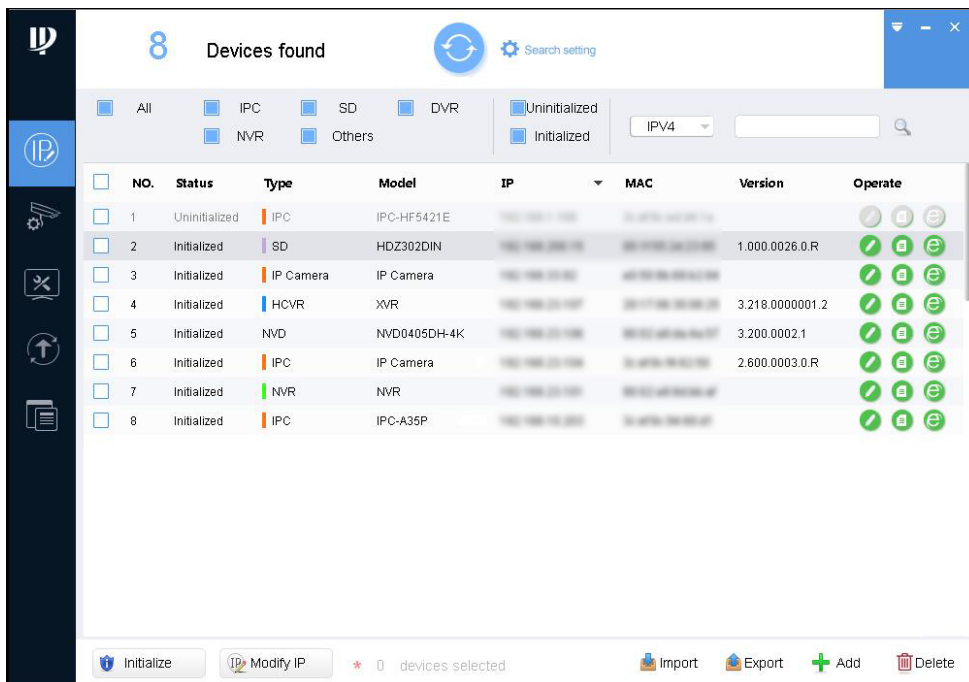 8 Devices found Search setting
All IPC SD DVR Uninitialized
NVR Others Initialized IPV4
NO. Status Type Model IP MAC Version Operate
1 Uninitialized IPC IPC-HF5421E
2 Initialized SD HDZ302DIN 1.000.0026.0.R
3 Initialized IP Camera IP Camera
4 Initialized HCVR XVR 3.218.0000001.2
5 Initialized NVD NVD0405DH-4K 3.200.0002.1
6 Initialized IPC IP Camera 2.600.0003.0.R
7 Initialized NVR NVR
8 Initialized IPC IPC-A35P
Initialize IP Modify IP * 0 devices selected Import Export Add Delete